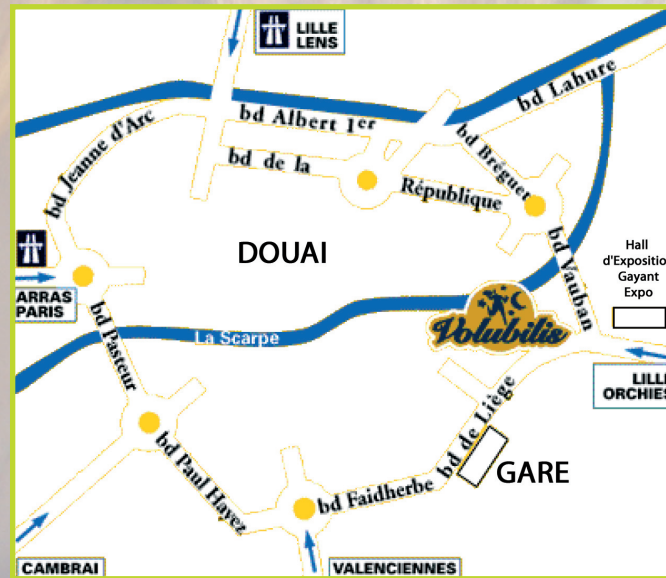 LILLE
LENS
bd Lahure
bd Albert 1er
bd Jeanne d'Arc
bd de la
République
bd Bréguet
DOUAI
bd Vauban
Hall
d'Expositio
Gayant
Expo
ARRAS
PARIS
Volubilis
La Scarpe
bd Pasteur
LILLE
ORCHIES
bd de Liège
GARE
bd Paul Hayez
bd Faidherbe
CAMBRAI
VALENCIENNES